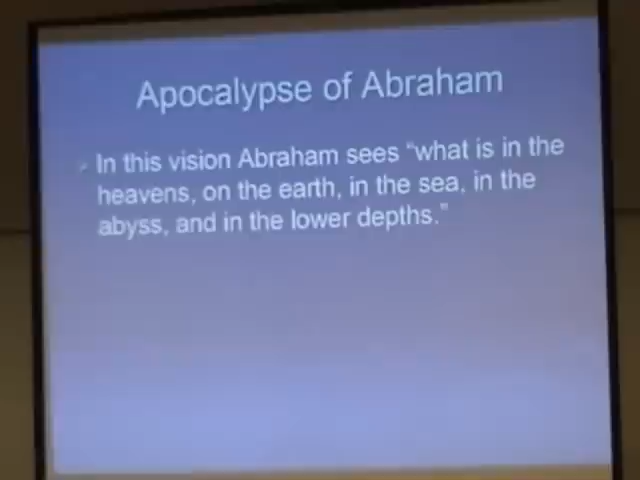 Apocalypse of Abraham
In this vision Abraham sees “what is in the
heavens, on the earth, in the sea, in the
abyss, and in the lower depths.”